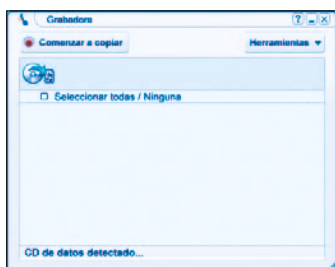 Grabadora
Comenzar a copiar
Herramientas
Seleccionar todas / Ninguna
CD de datos detectado...